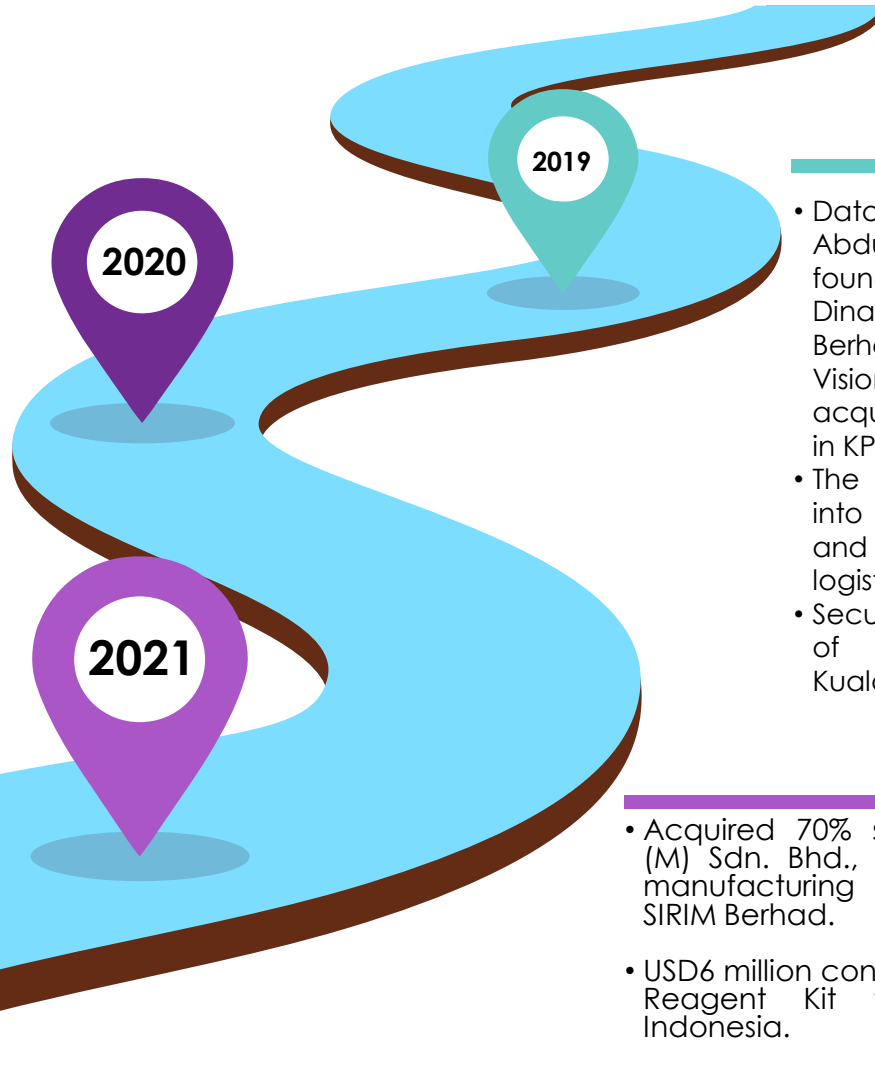 2019
2020
2021
• Dato
Abdu
foun
Dina
Berha
Vision
acqu
in KP
• The
into
and
logist
• Secu
of
Kualo
• Acquired 70% s
(M) Sdn. Bhd.,
manufacturing
SIRIM Berhad.
• USD6 million con
Reagent Kit
Indonesia.